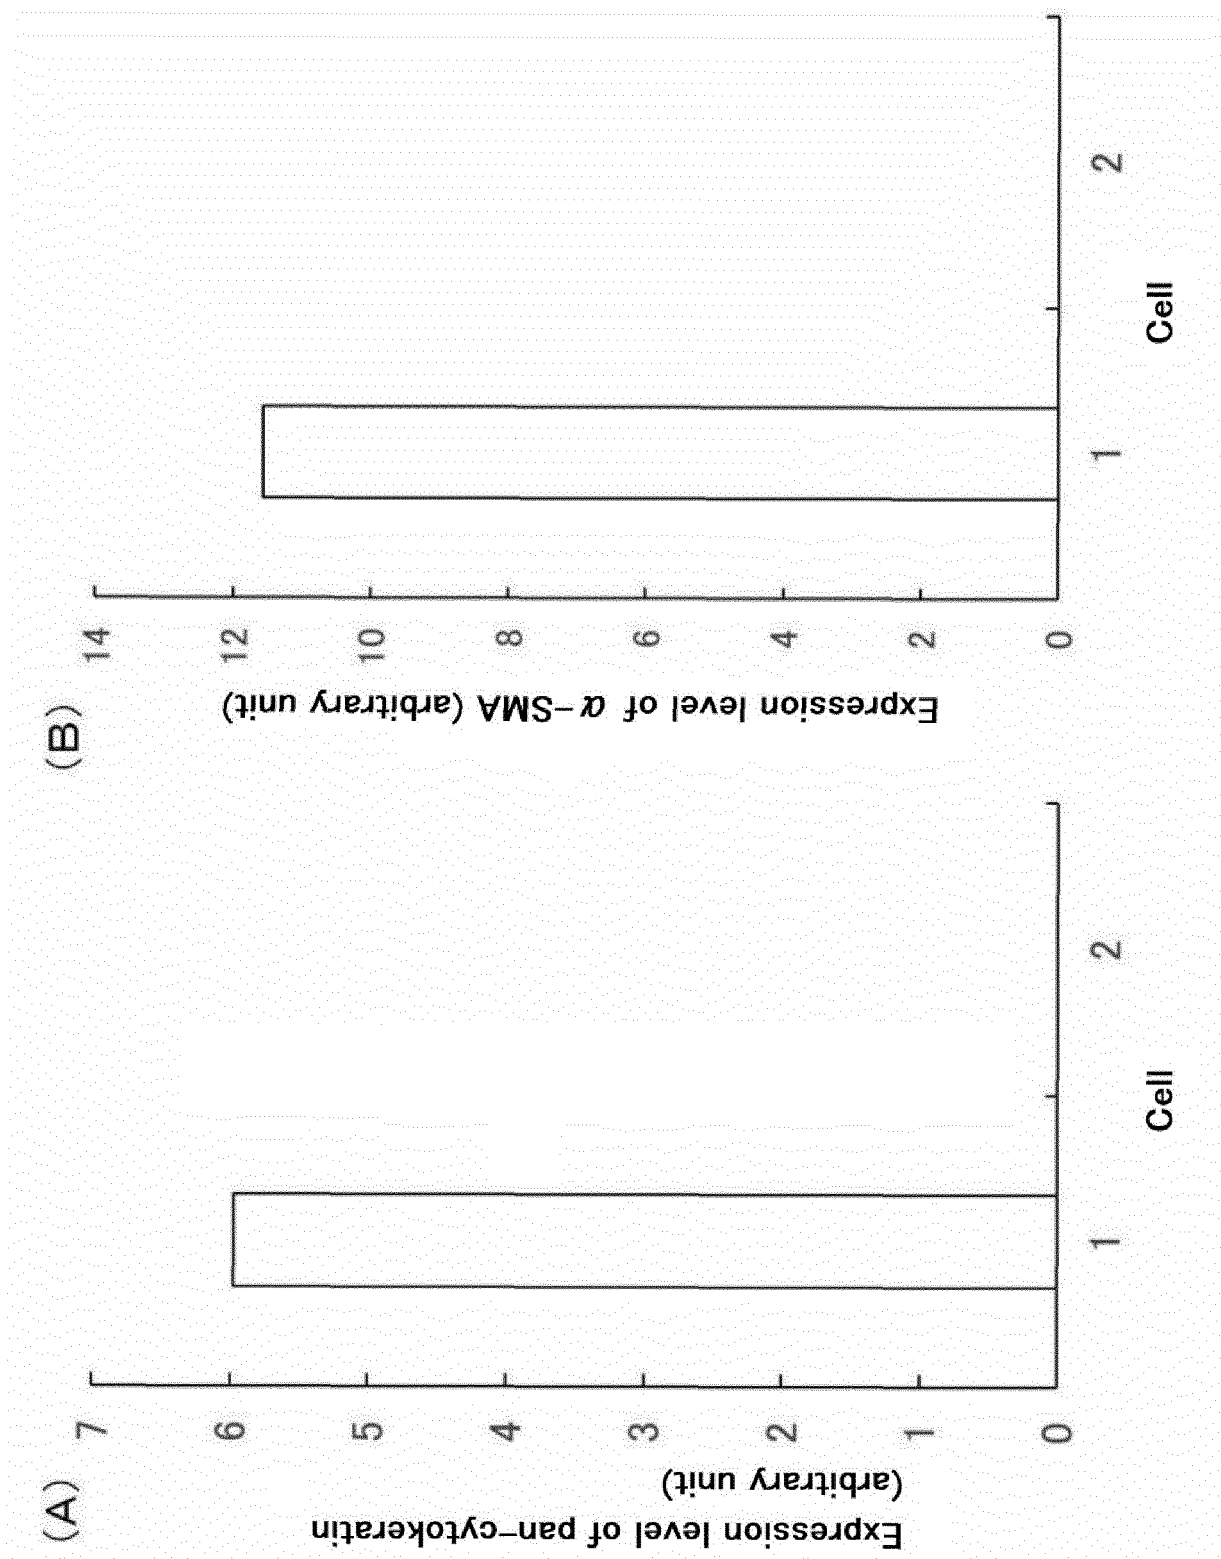 (A)
Expression level of pan-cytokeratin
(arbitrary unit)
7
6
5
4
3
2
1
0
1
2
Cell
(B)
Expression level of α-SMA (arbitrary unit)
14
12
10
8
6
4
2
0
1
2
Cell